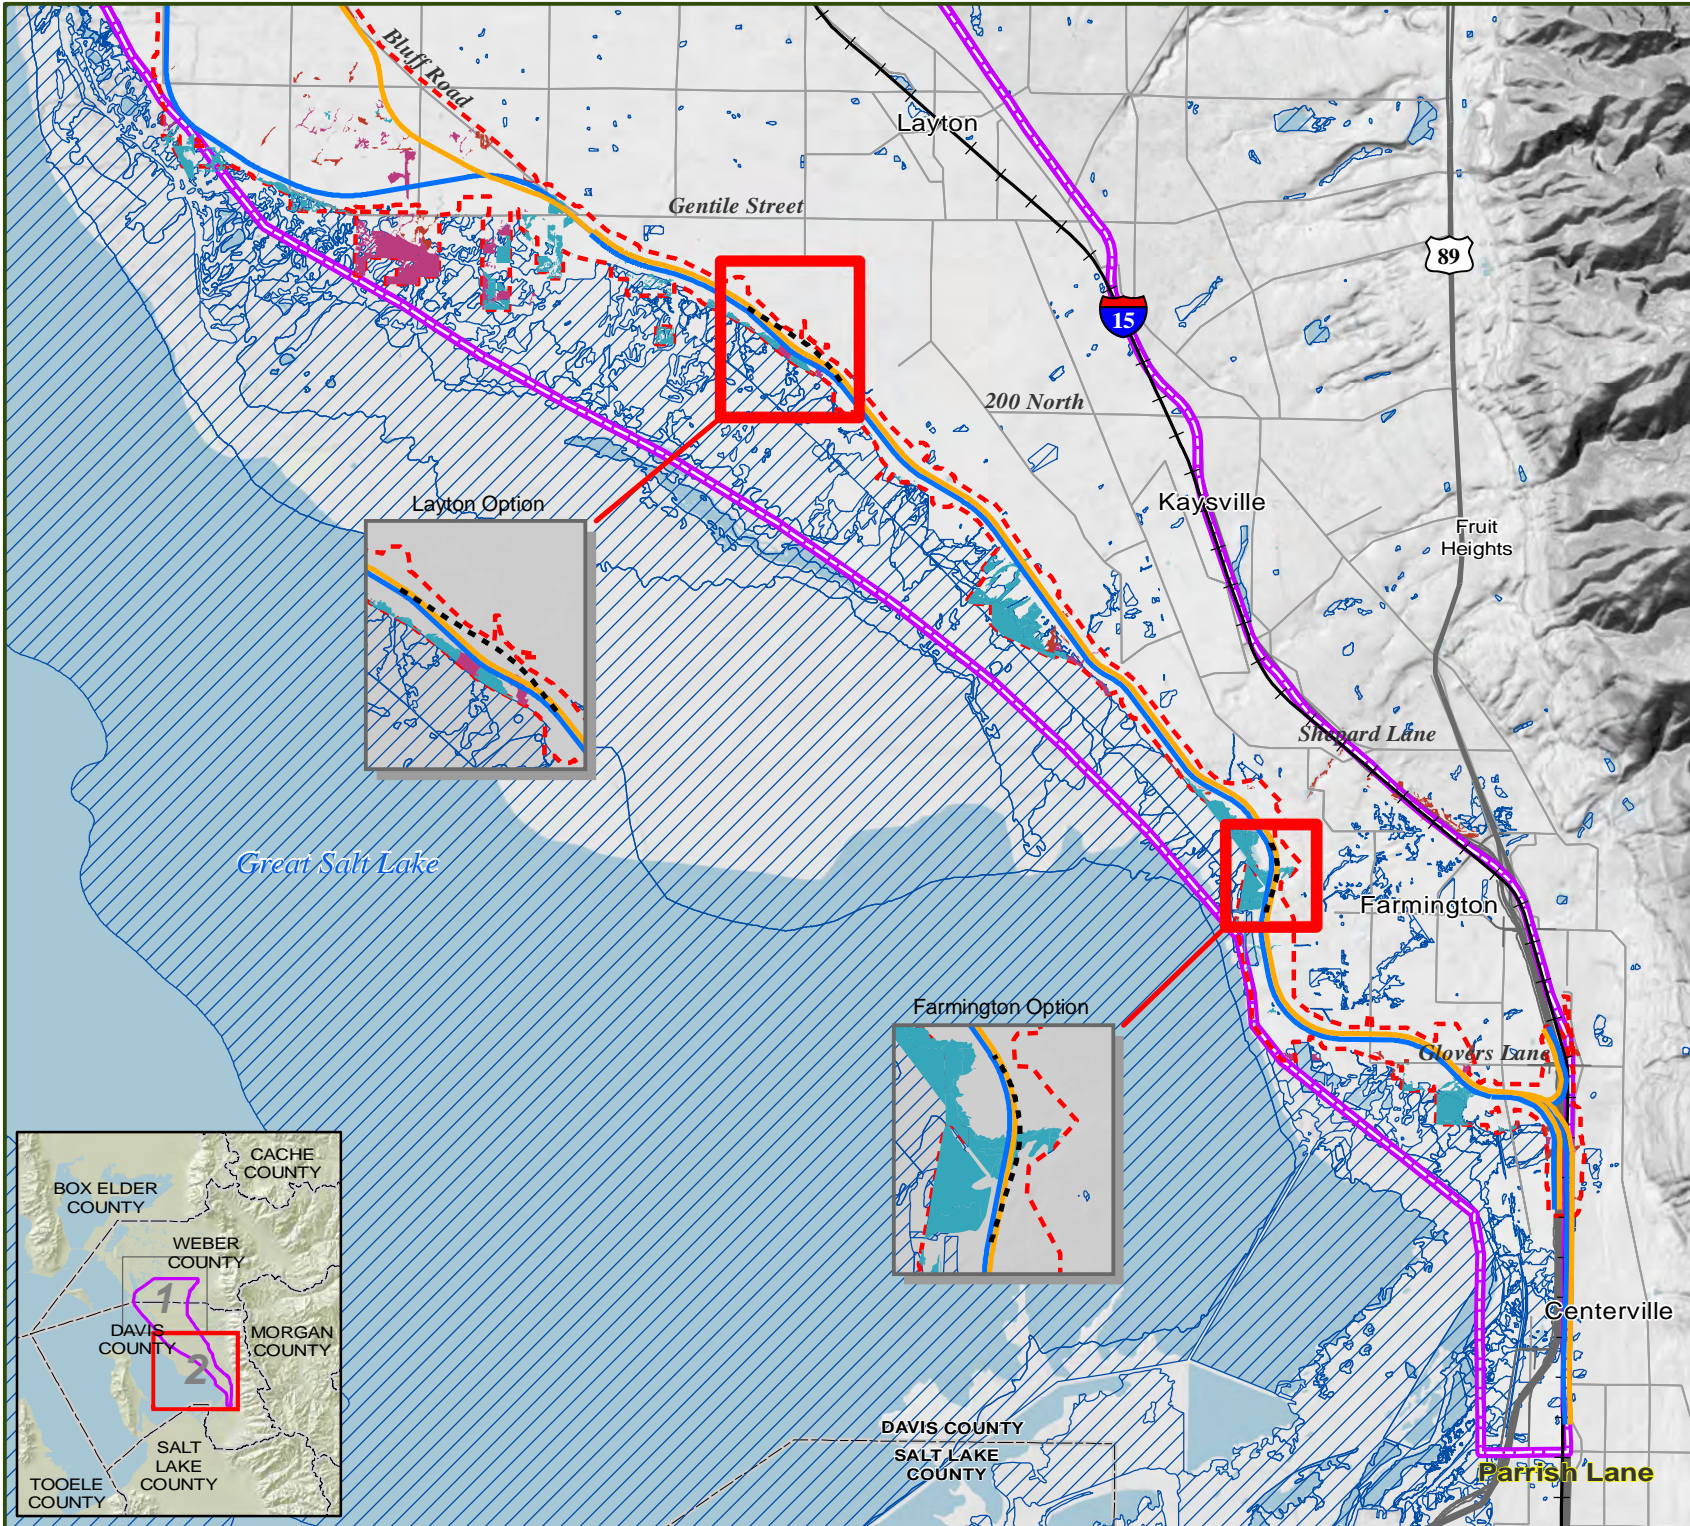 Bluff Road
Layton
Gentile Street
89
15
200 North
Kaysville
Fruit
Heights
Layton Option
Shepard Lane
Great Salt Lake
Farmington
Farmington Option
Glovers Lane
CACHE
COUNTY
BOX ELDER
COUNTY
WEBER
COUNTY
1
DAVIS
COUNTY
MORGAN
COUNTY
2
SALT
LAKE
COUNTY
TOOELE
COUNTY
Centerville
DAVIS COUNTY
SALT LAKE
COUNTY
Parrish Lane